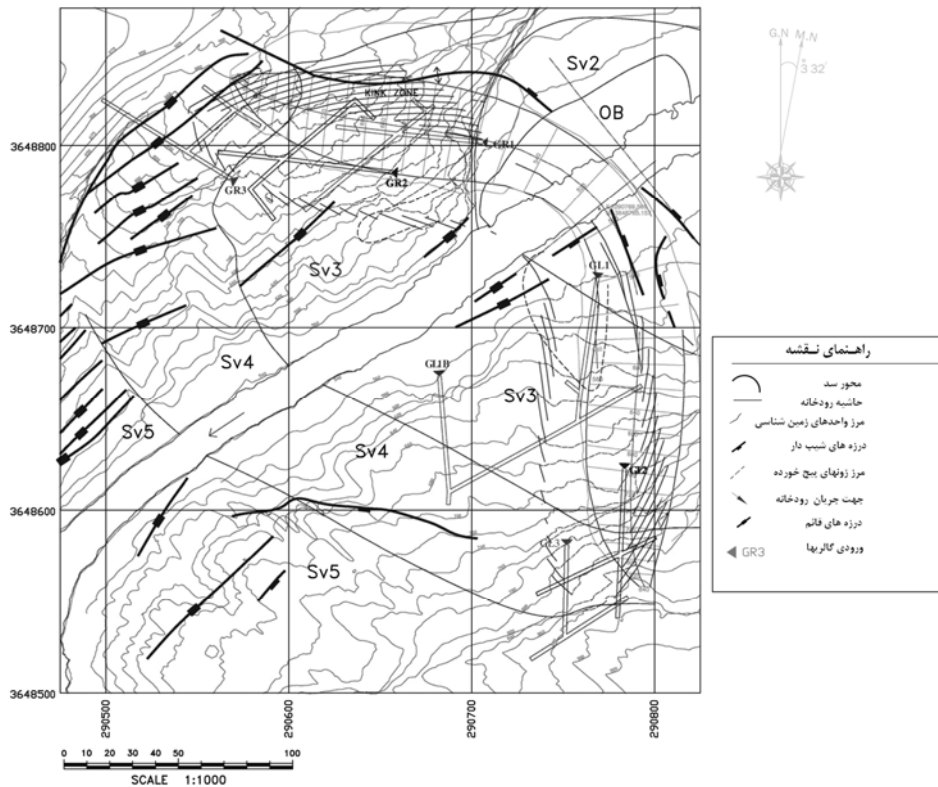 G.N M.N
3 32'
Sv2
OB
KINK ZONE
3648800
GR1
GR2
GR3
Sv3
GL1
3648700
Sv4
GL1B
Sv3
Sv5
Sv4
GL2
3648600
GL3
Sv5
3648500
290500
290600
290700
290800
0 10 20 30 40 50 100
SCALE 1:1000
راهنمای نقشه
محور سد
حاشیه رودخانه
مرز واحدهای زمین شناسی
درزه های شیب دار
مرز زونهای پیچ خورده
جهت جریان رودخانه
درزه های قائم
ورودی گالریها
GR3